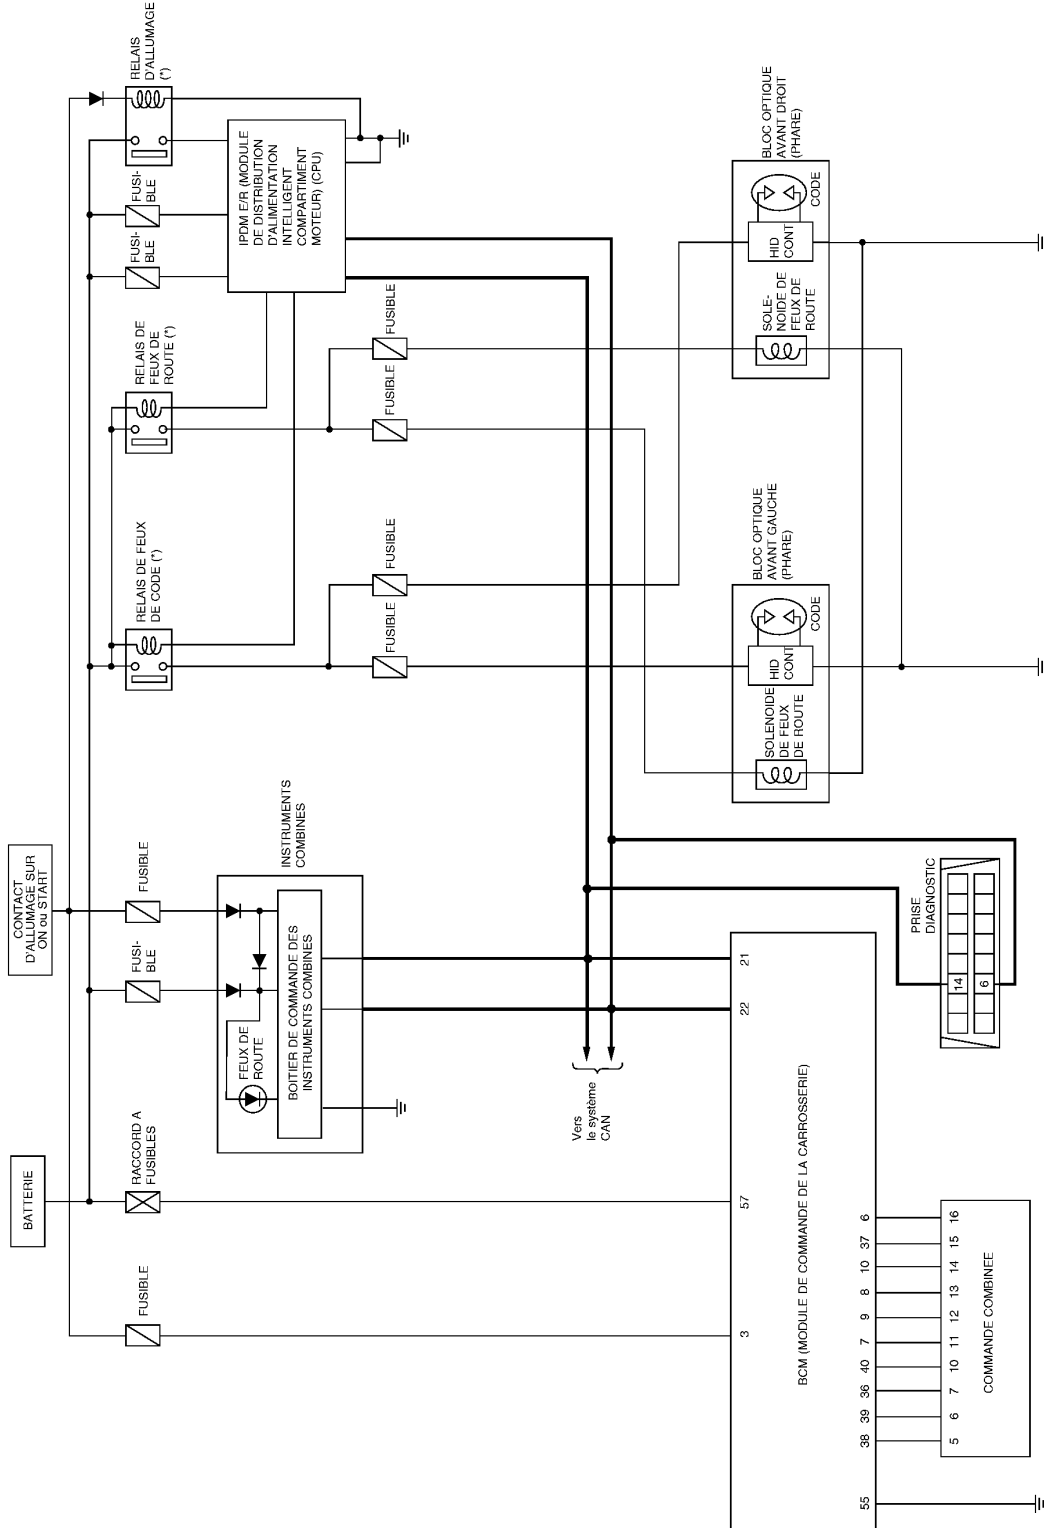 CONTACT
D'ALLUMAGE SUR
ON ou START
BATTERIE
FUSIBLE
RACCORD A
FUSIBLES
FUSI-
BLE
FUSIBLE
RELAIS DE FEUX
DE CODE (*)
RELAIS DE
FEUX DE
ROUTE (*)
FUSI-
BLE
FUSI-
BLE
RELAIS
D'ALLUMAGE
(*)
INSTRUMENTS
COMBINES
FEUX DE
ROUTE
BOITIER DE COMMANDE DES
INSTRUMENTS COMBINES
IPDM E/R (MODULE
DE DISTRIBUTION
D'ALIMENTATION
INTELLIGENT
COMPARTIMENT
MOTEUR) (CPU)
FUSIBLE
FUSIBLE
FUSIBLE
FUSIBLE
Vers
le système
CAN
BLOC OPTIQUE
AVANT GAUCHE
(PHARE)
SOLENOIDE
DE FEUX
DE ROUTE
HID
CONT
CODE
BLOC OPTIQUE
AVANT DROIT
(PHARE)
SOLE-
NOIDE DE
FEUX DE
ROUTE
HID
CONT
CODE
3
57
22
21
BCM (MODULE DE COMMANDE DE LA CARROSSERIE)
55
38
39
36
40
7
9
8
10
37
6
5
6
7
10
11
12
13
14
15
16
COMMANDE COMBINEE
PRISE
DIAGNOSTIC
14
6